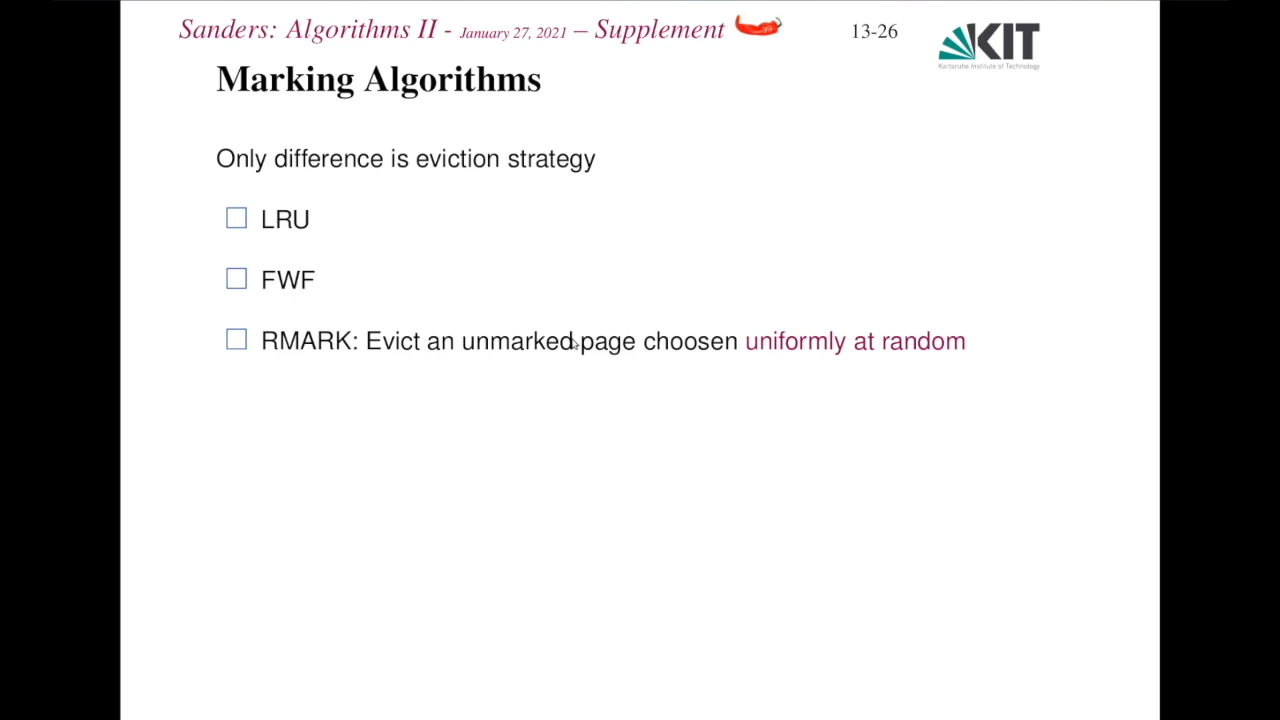 Sanders: Algorithms II - January 27, 2021 – Supplement
13-26
KIT
Karlsruhe Institute of Technology
Marking Algorithms
Only difference is eviction strategy
LRU
FWF
RMARK: Evict an unmarked page choosen uniformly at random